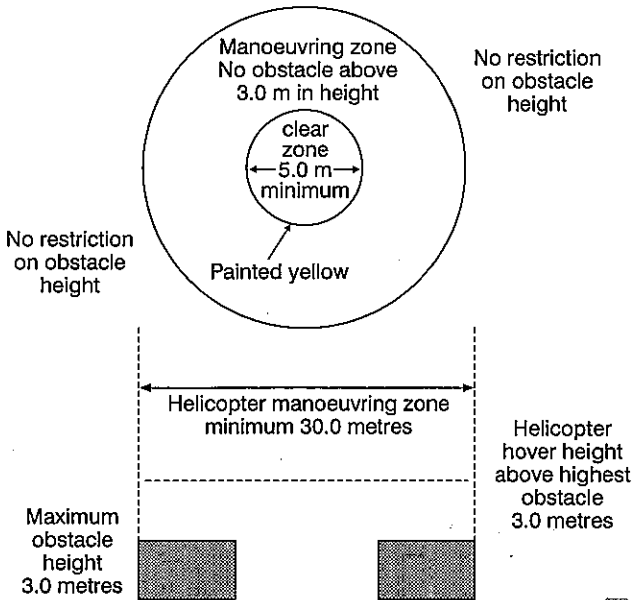 Manoeuvring zone
No obstacle above
3.0 m in height
No restriction
on obstacle
height
clear
zone
5.0 m
minimum
No restriction
on obstacle
height
Painted yellow
Helicopter manoeuvring zone
minimum 30.0 metres
Helicopter
hover height
above highest
obstacle
3.0 metres
Maximum
obstacle
height
3.0 metres